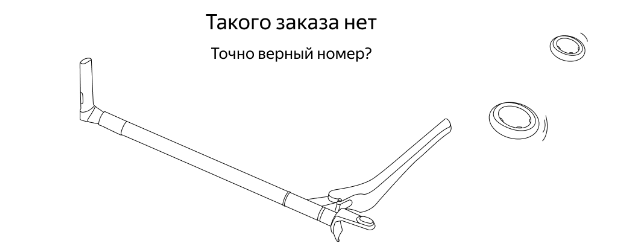 Такого заказа нет
Точно верный номер?